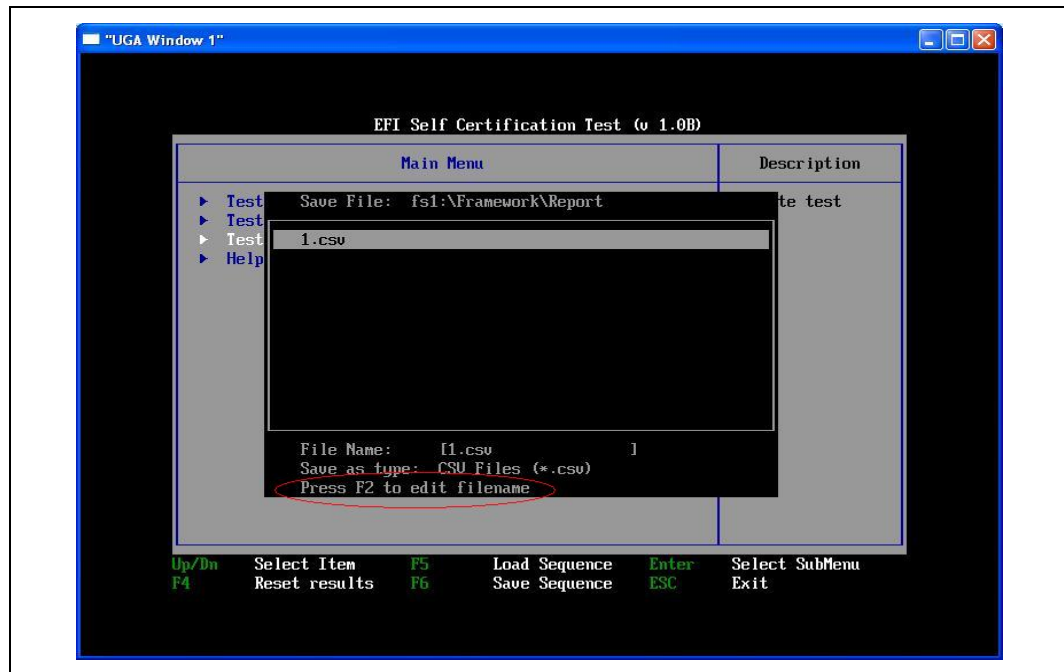 "UGA Window 1"
EFI Self Certification Test (v 1.0B)
Main Menu
Description
Test
Test
Test
Help
te test
Save File: fs1:\Framework\Report
1.csv
File Name: [1.csv ]
Save as type: CSV Files (*.csv)
Press F2 to edit filename
Up/Dn Select Item F5 Load Sequence Enter Select SubMenu
F4 Reset results F6 Save Sequence ESC Exit